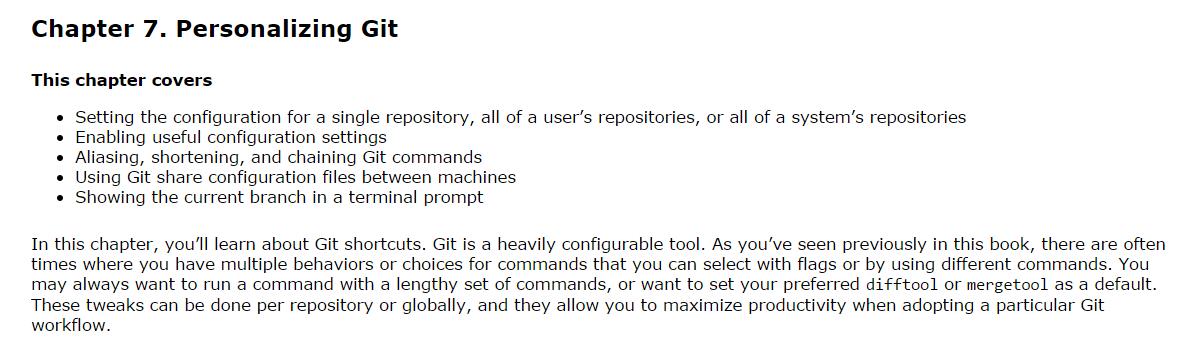 Chapter 7. Personalizing Git
This chapter covers
• Setting the configuration for a single repository, all of a user’s repositories, or all of a system’s repositories
• Enabling useful configuration settings
• Aliasing, shortening, and chaining Git commands
• Using Git share configuration files between machines
• Showing the current branch in a terminal prompt
In this chapter, you’ll learn about Git shortcuts. Git is a heavily configurable tool. As you’ve seen previously in this book, there are often
times where you have multiple behaviors or choices for commands that you can select with flags or by using different commands. You
may always want to run a command with a lengthy set of commands, or want to set your preferred difftool or mergetool as a default.
These tweaks can be done per repository or globally, and they allow you to maximize productivity when adopting a particular Git
workflow.